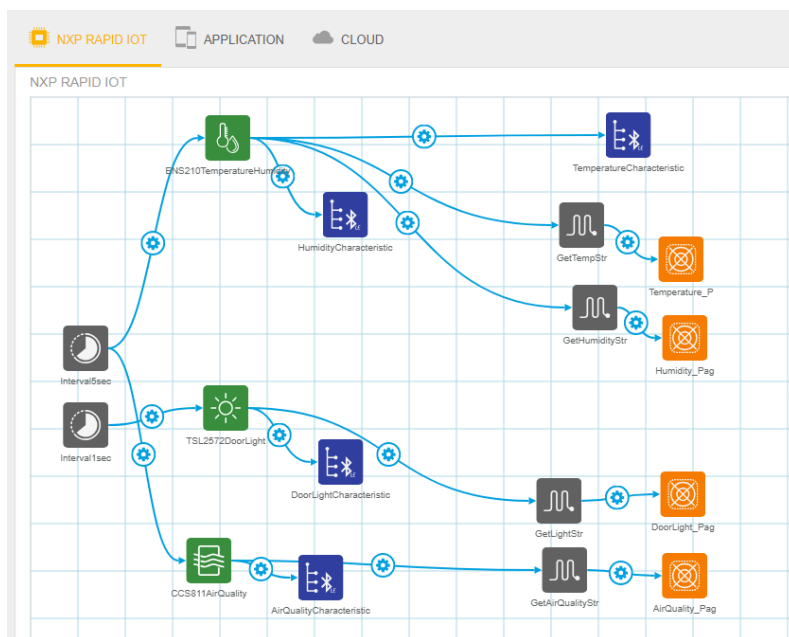 NXP RAPID IOT
APPLICATION
CLOUD
NXP RAPID IOT
ENS210TemperatureHumidity
TemperatureCharacteristic
HumidityCharacteristic
GetTempStr
Temperature_P
GetHumidityStr
Humidity_Pag
Interval5sec
Interval1sec
TSL2572DoorLight
DoorLightCharacteristic
GetLightStr
DoorLight_Pag
CCS811AirQuality
AirQualityCharacteristic
GetAirQualityStr
AirQuality_Pag